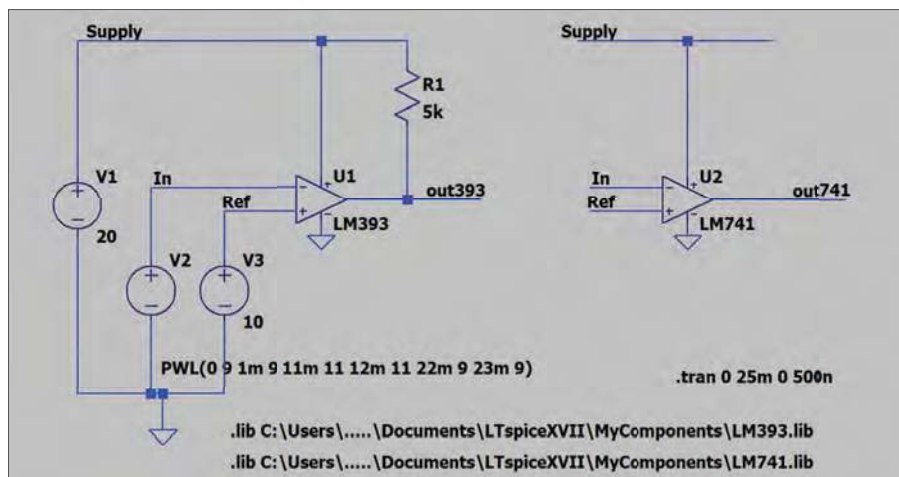 Supply
Supply
R1
5k
V1
In
U1
out393
In
U2
out741
Ref
Ref
LM393
LM741
20
V2
V3
10
PWL(0 9 1m 9 11m 11 12m 11 22m 9 23m 9)
.tran 0 25m 0 500n
.lib C:\Users\.....\Documents\LTspiceXVII\MyComponents\LM393.lib
.lib C:\Users\.....\Documents\LTspiceXVII\MyComponents\LM741.lib